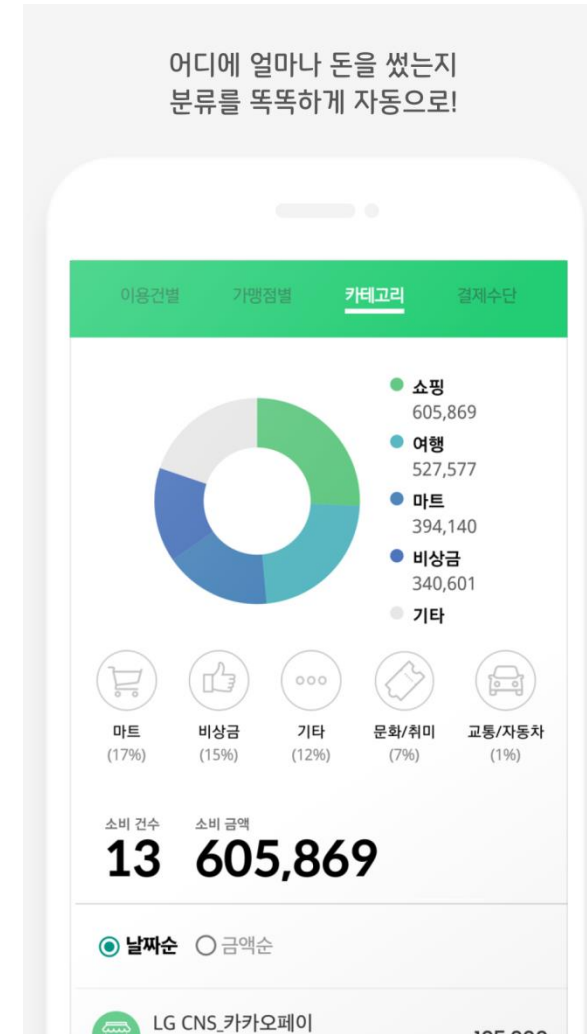 어디에 얼마나 돈을 썼는지
분류를 똑똑하게 자동으로!
이용건별 가맹점별 카테고리 결제수단
쇼핑
605,869
여행
527,577
마트
394,140
비상금
340,601
기타
마트 비상금 기타 문화/취미 교통/자동차
(17%) (15%) (12%) (7%) (1%)
소비 건수 소비 금액
13 605,869
날짜순 금액순
LG CNS_카카오페이